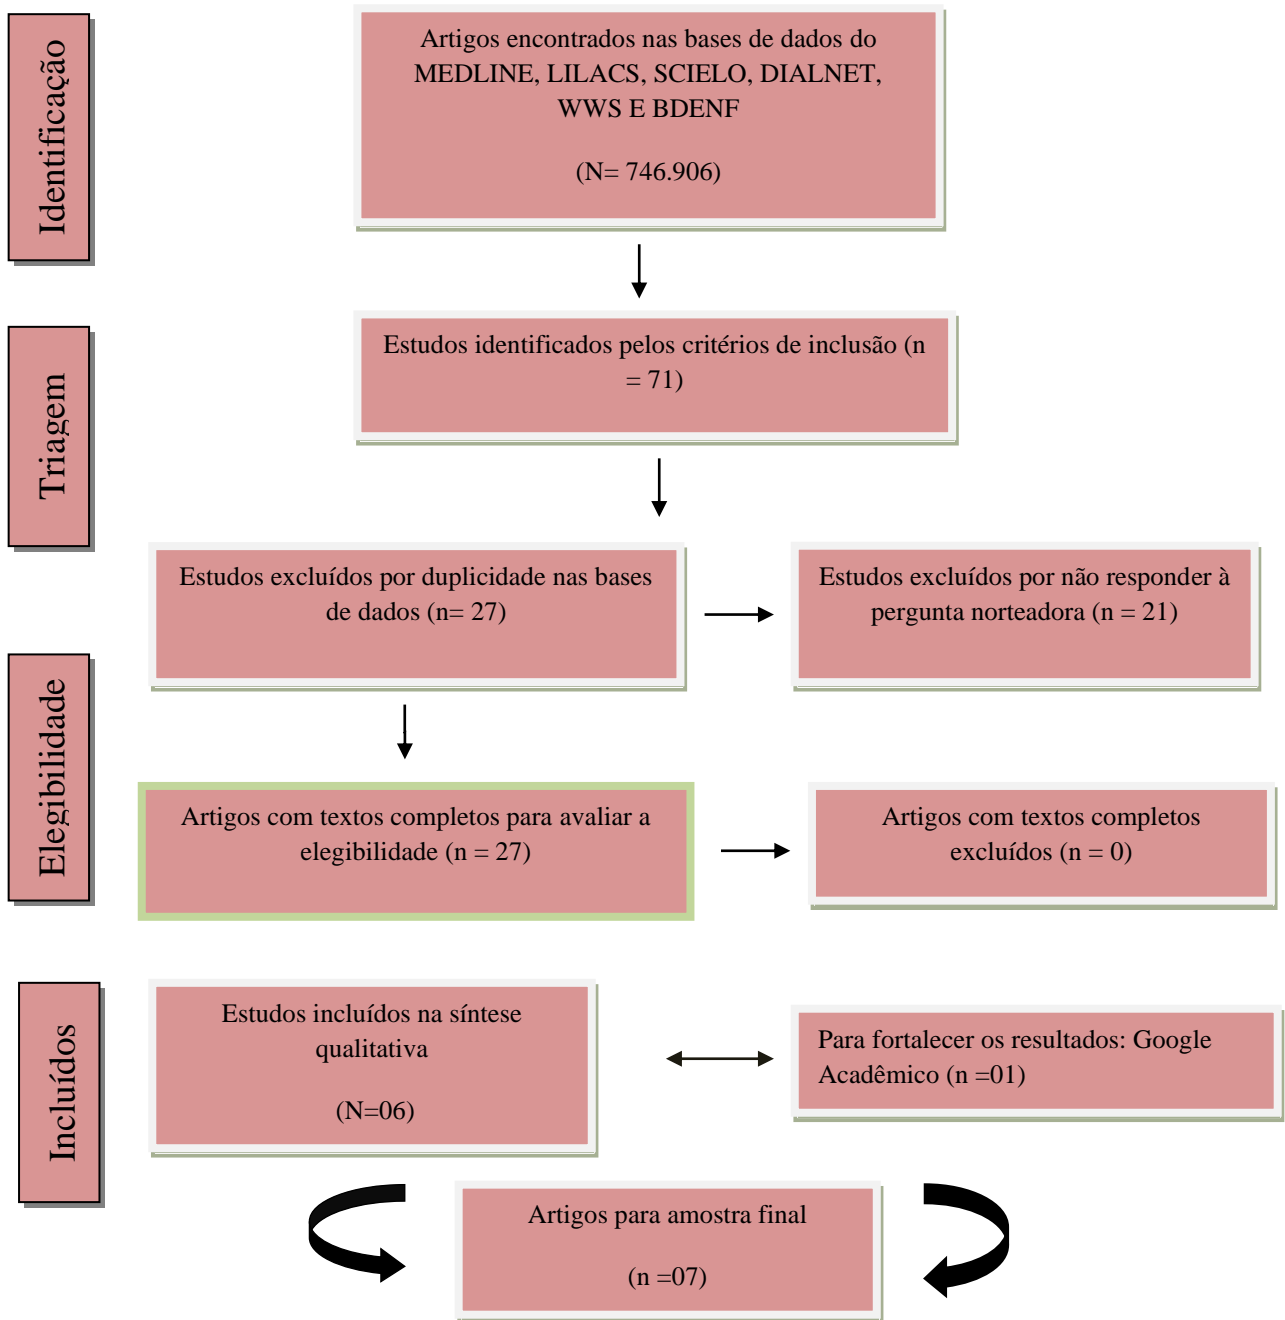 Identificação
Artigos encontrados nas bases de dados do
MEDLINE, LILACS, SCIELO, DIALNET,
WWS E BDENF
(N= 746.906)
Triagem
Estudos identificados pelos critérios de inclusão (n
= 71)
Estudos excluídos por duplicidade nas bases
de dados (n= 27)
Estudos excluídos por não responder à
pergunta norteadora (n = 21)
Elegibilidade
Artigos com textos completos para avaliar a
elegibilidade (n = 27)
Artigos com textos completos
excluídos (n = 0)
Incluídos
Estudos incluídos na síntese
qualitativa
(N=06)
Para fortalecer os resultados: Google
Acadêmico (n =01)
Artigos para amostra final
(n =07)